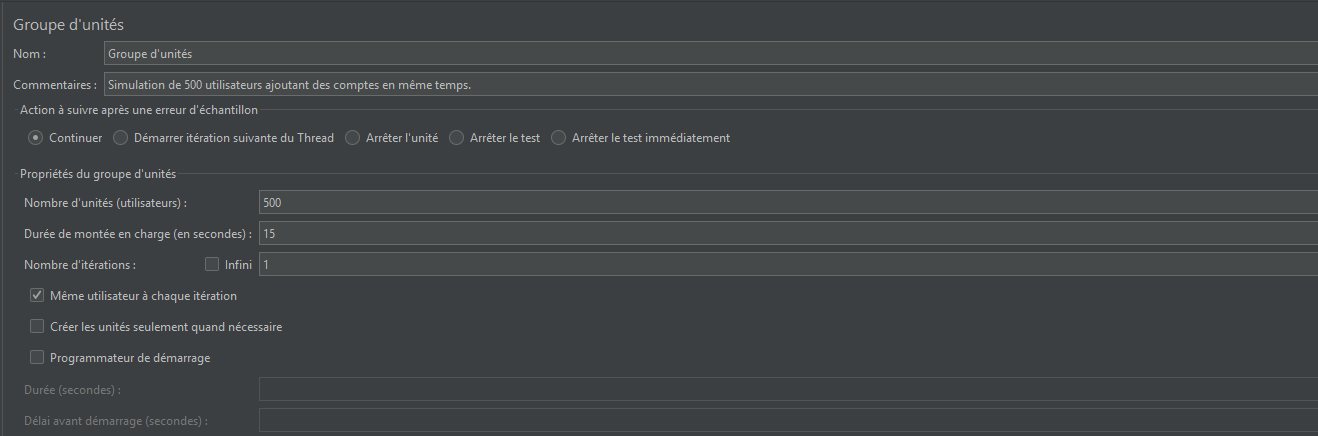 Groupe d'unités
Nom : Groupe d'unités
Commentaires : Simulation de 500 utilisateurs ajoutant des comptes en même temps.
Action à suivre après une erreur d'échantillon
Continuer Démarrer itération suivante du Thread Arrêter l'unité Arrêter le test Arrêter le test immédiatement
Propriétés du groupe d'unités
Nombre d'unités (utilisateurs) : 500
Durée de montée en charge (en secondes) : 15
Nombre d'itérations : Infini 1
Même utilisateur à chaque itération
Créer les unités seulement quand nécessaire
Programmateur de démarrage
Durée (secondes) :
Délai avant démarrage (secondes) :